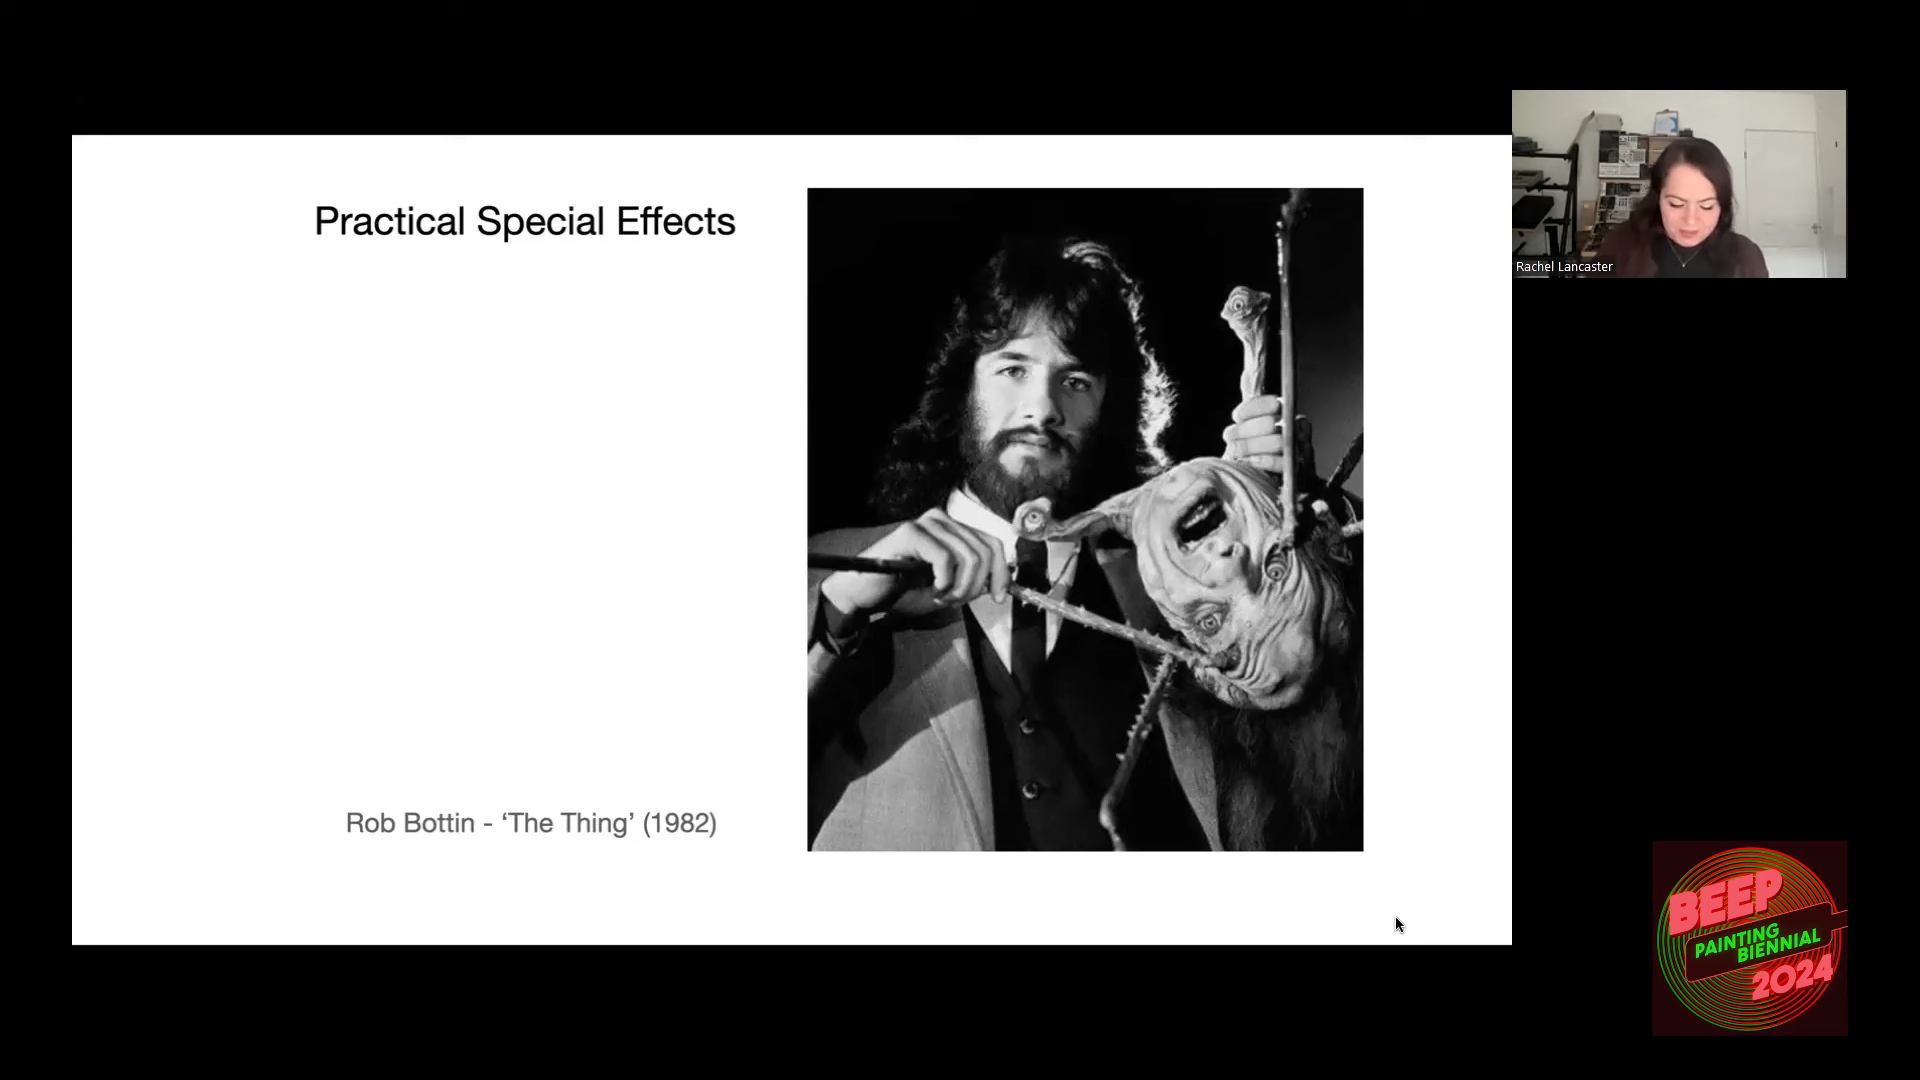 Practical Special Effects
Rob Bottin - ‘The Thing’ (1982)
Rachel Lancaster
BEEP
PAINTING
BIENNIAL
2024